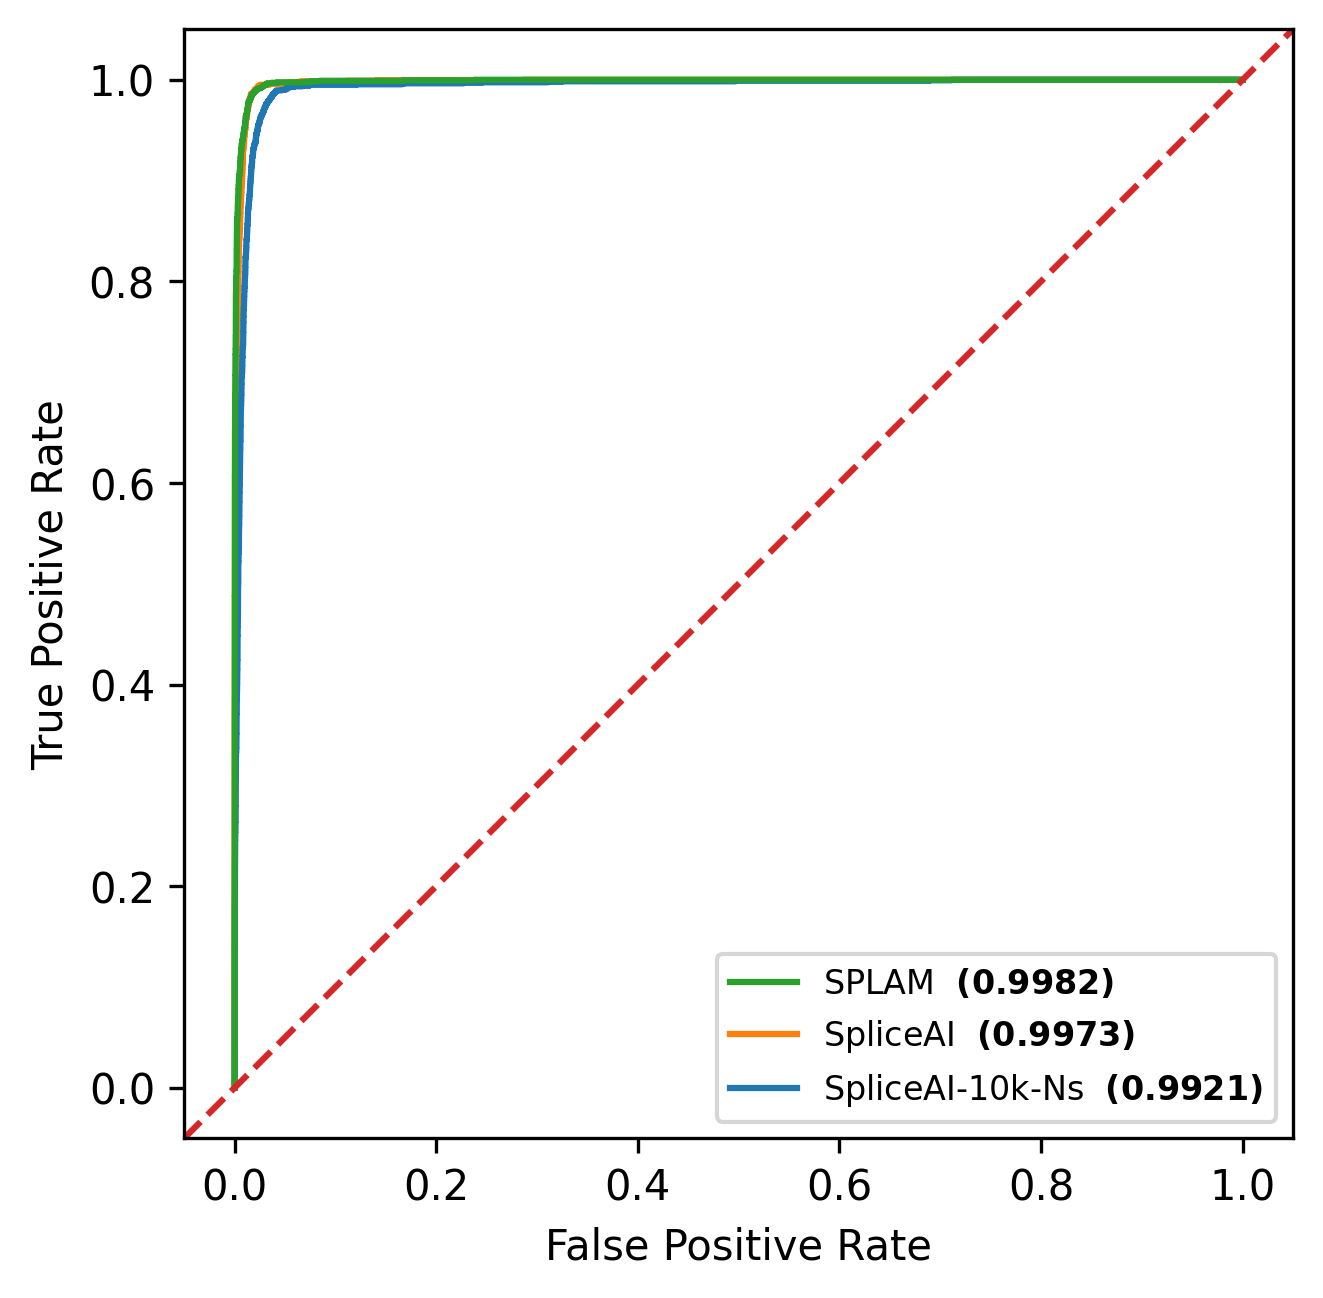 1.0
0.8
0.6
0.4
0.2
0.0
True Positive Rate
SPLAM (0.9982)
SpliceAI (0.9973)
SpliceAI-10k-Ns (0.9921)
0.0 0.2 0.4 0.6 0.8 1.0
False Positive Rate